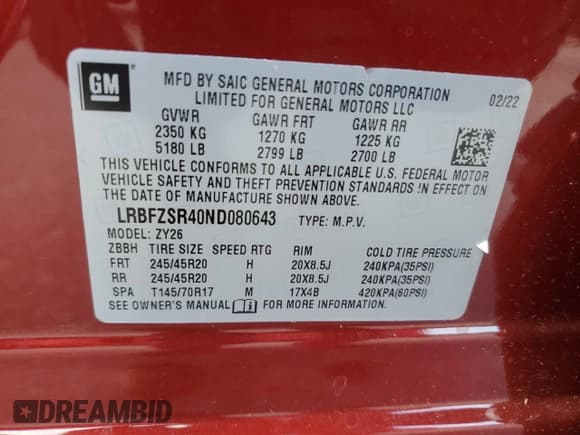 GM
MFD BY SAIC GENERAL MOTORS CORPORATION
LIMITED FOR GENERAL MOTORS LLC 02/22
GVWR GAWR FRT GAWR RR
2350 KG 1270 KG 1225 KG
5180 LB 2799 LB 2700 LB
THIS VEHICLE CONFORMS TO ALL APPLICABLE U.S. FEDERAL MOTOR
VEHICLE SAFETY AND THEFT PREVENTION STANDARDS IN EFFECT ON
THE DATE OF MANUFACTURE SHOWN ABOVE.
LRBFZSR40ND080643 TYPE: M.P.V.
MODEL: ZY26
ZBBH TIRE SIZE SPEED RTG RIM COLD TIRE PRESSURE
FRT 245/45R20 H 20X8.5J 240KPA(35PSI)
RR 245/45R20 H 20X8.5J 240KPA(35PSI)
SPA T145/70R17 M 17X4B 420KPA(60PSI)
SEE OWNER'S MANUAL i FOR MORE INFORMATION.
DREAMBID